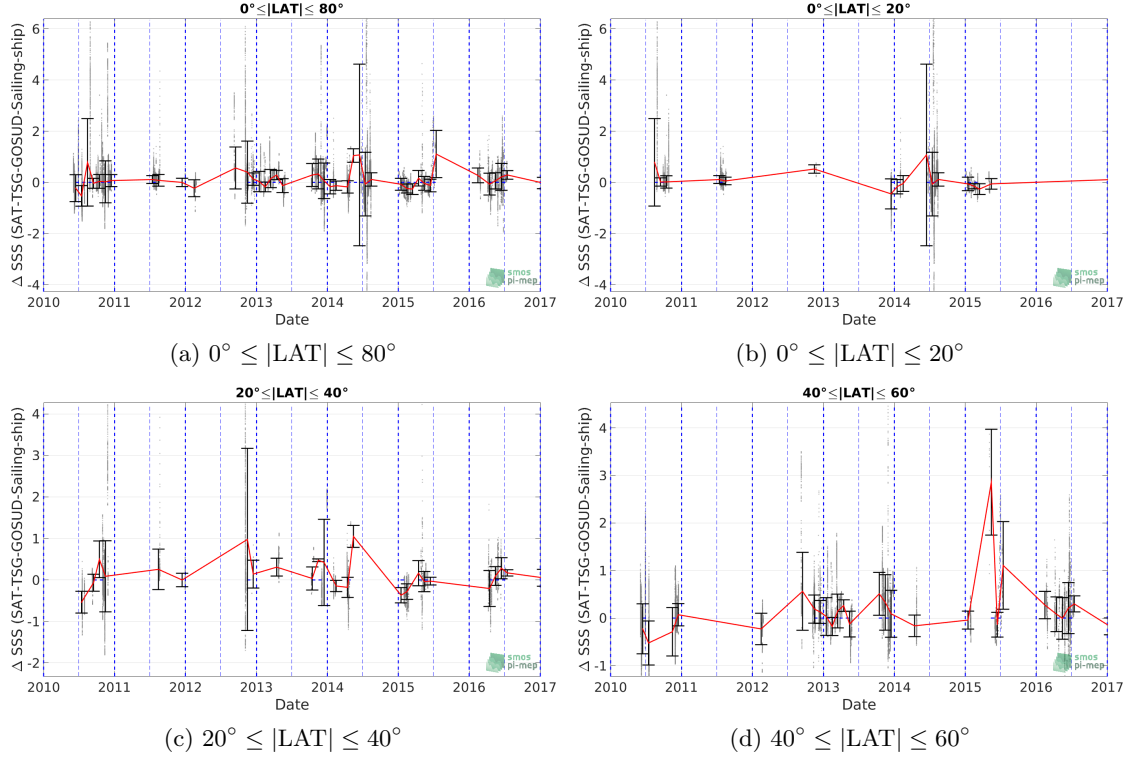 0°≤|LAT|≤ 80°
Δ SSS (SAT-TSG-GOSUD-Sailing-ship)
6
4
2
0
-2
-4
2010 2011 2012 2013 2014 2015 2016 2017
Date
smos
pi-mep
(a) 0° ≤ |LAT| ≤ 80°
0°≤|LAT|≤ 20°
Δ SSS (SAT-TSG-GOSUD-Sailing-ship)
6
4
2
0
-2
-4
2010 2011 2012 2013 2014 2015 2016 2017
Date
smos
pi-mep
(b) 0° ≤ |LAT| ≤ 20°
20°≤|LAT|≤ 40°
Δ SSS (SAT-TSG-GOSUD-Sailing-ship)
4
3
2
1
0
-1
-2
2010 2011 2012 2013 2014 2015 2016 2017
Date
smos
pi-mep
(c) 20° ≤ |LAT| ≤ 40°
40°≤|LAT|≤ 60°
Δ SSS (SAT-TSG-GOSUD-Sailing-ship)
4
3
2
1
0
-1
2010 2011 2012 2013 2014 2015 2016 2017
Date
smos
pi-mep
(d) 40° ≤ |LAT| ≤ 60°